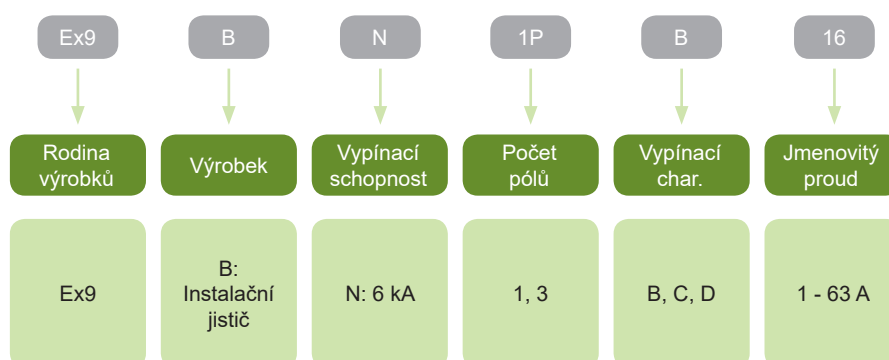 Ex9 B N 1P B 16
Rodina výrobků
Výrobek
Vypínací schopnost
Počet pólů
Vypínací char.
Jmenovitý proud
Ex9
B:
Instalační
jistič
N: 6 kA
1, 3
B, C, D
1 - 63 A